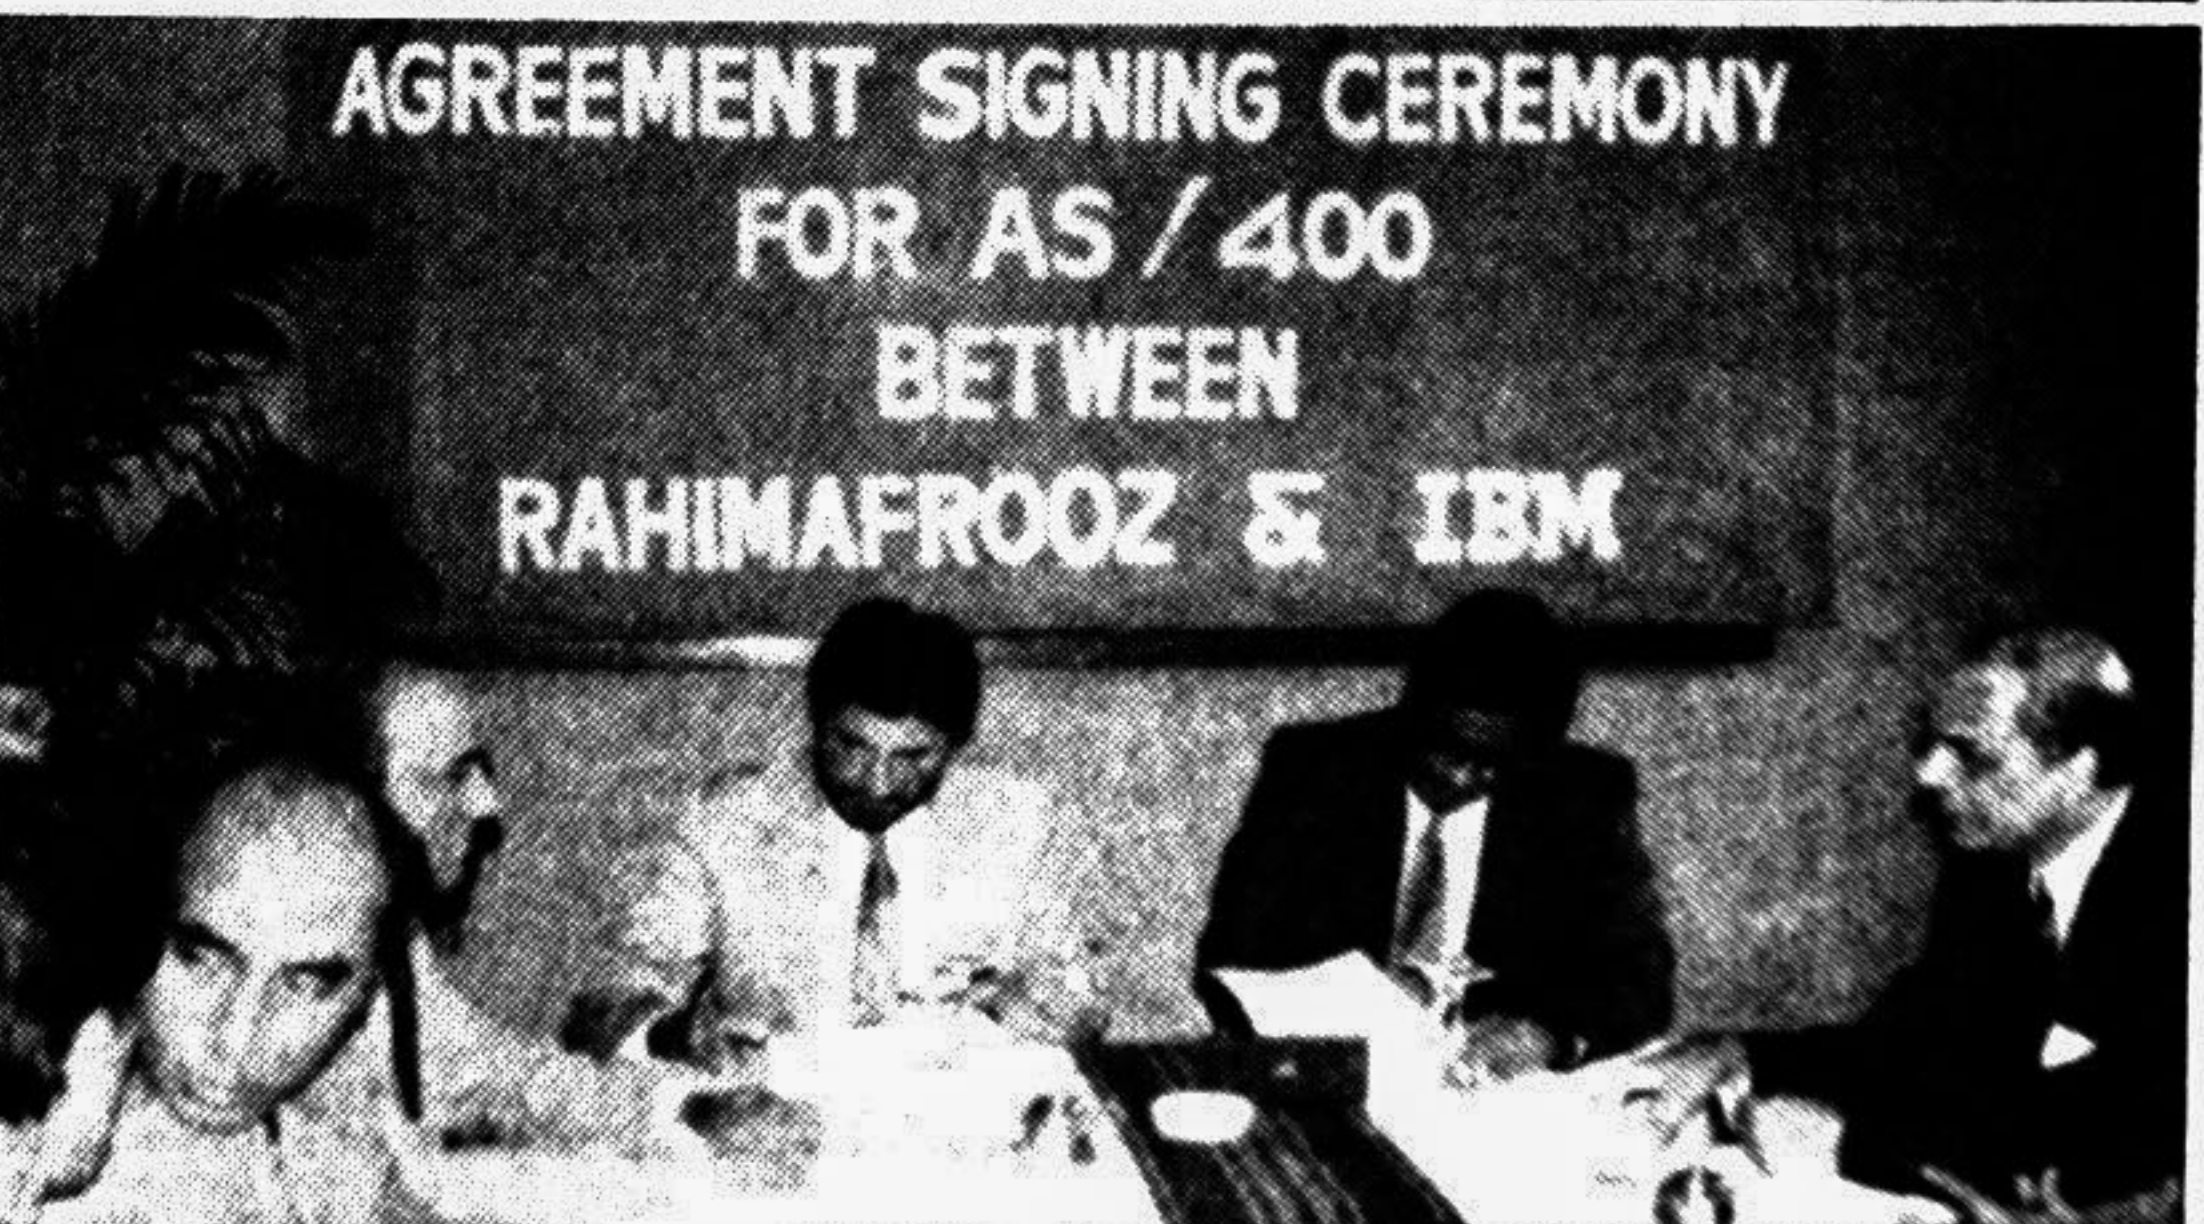 AGREEMENT SIGNING CEREMONY
FOR AS/400
BETWEEN
RAHIMAFROOZ & IBM